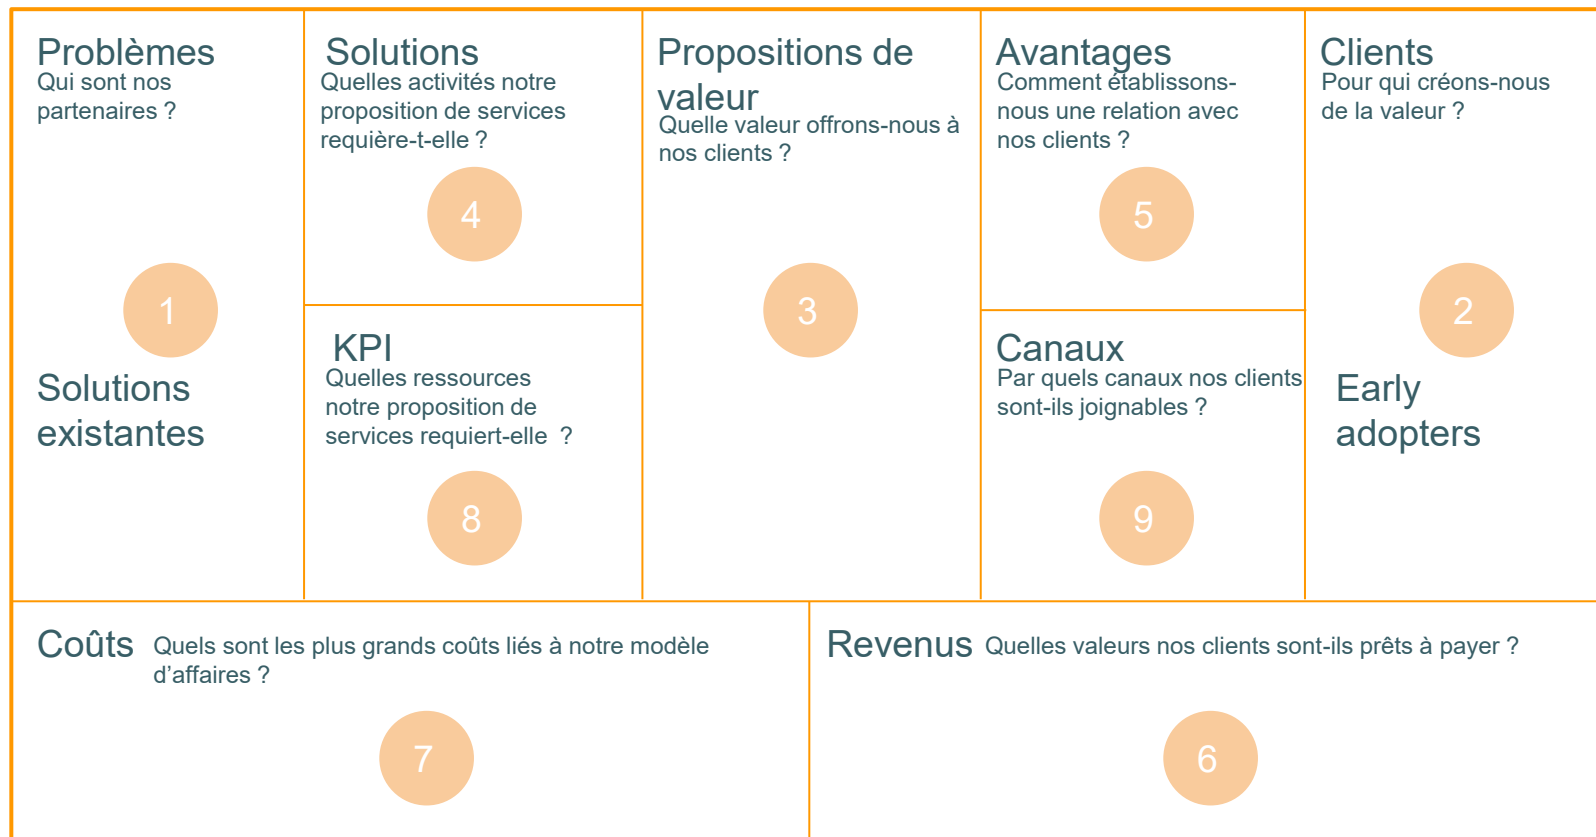 Problèmes
Qui sont nos
partenaires ?
1
Solutions
existantes
Solutions
Quelles activités notre
proposition de services
requière-t-elle ?
4
KPI
Quelles ressources
notre proposition de
services requiert-elle  ?
8
Propositions de
valeur
Quelle valeur offrons-nous à
nos clients ?
3
Avantages
Comment établissons-
nous une relation avec
nos clients ?
5
Canaux
Par quels canaux nos clients
sont-ils joignables ?
9
Clients
Pour qui créons-nous
de la valeur ?
2
Early
adopters
Coûts Quels sont les plus grands coûts liés à notre modèle
d’affaires ?
7
Revenus Quelles valeurs nos clients sont-ils prêts à payer ?
6